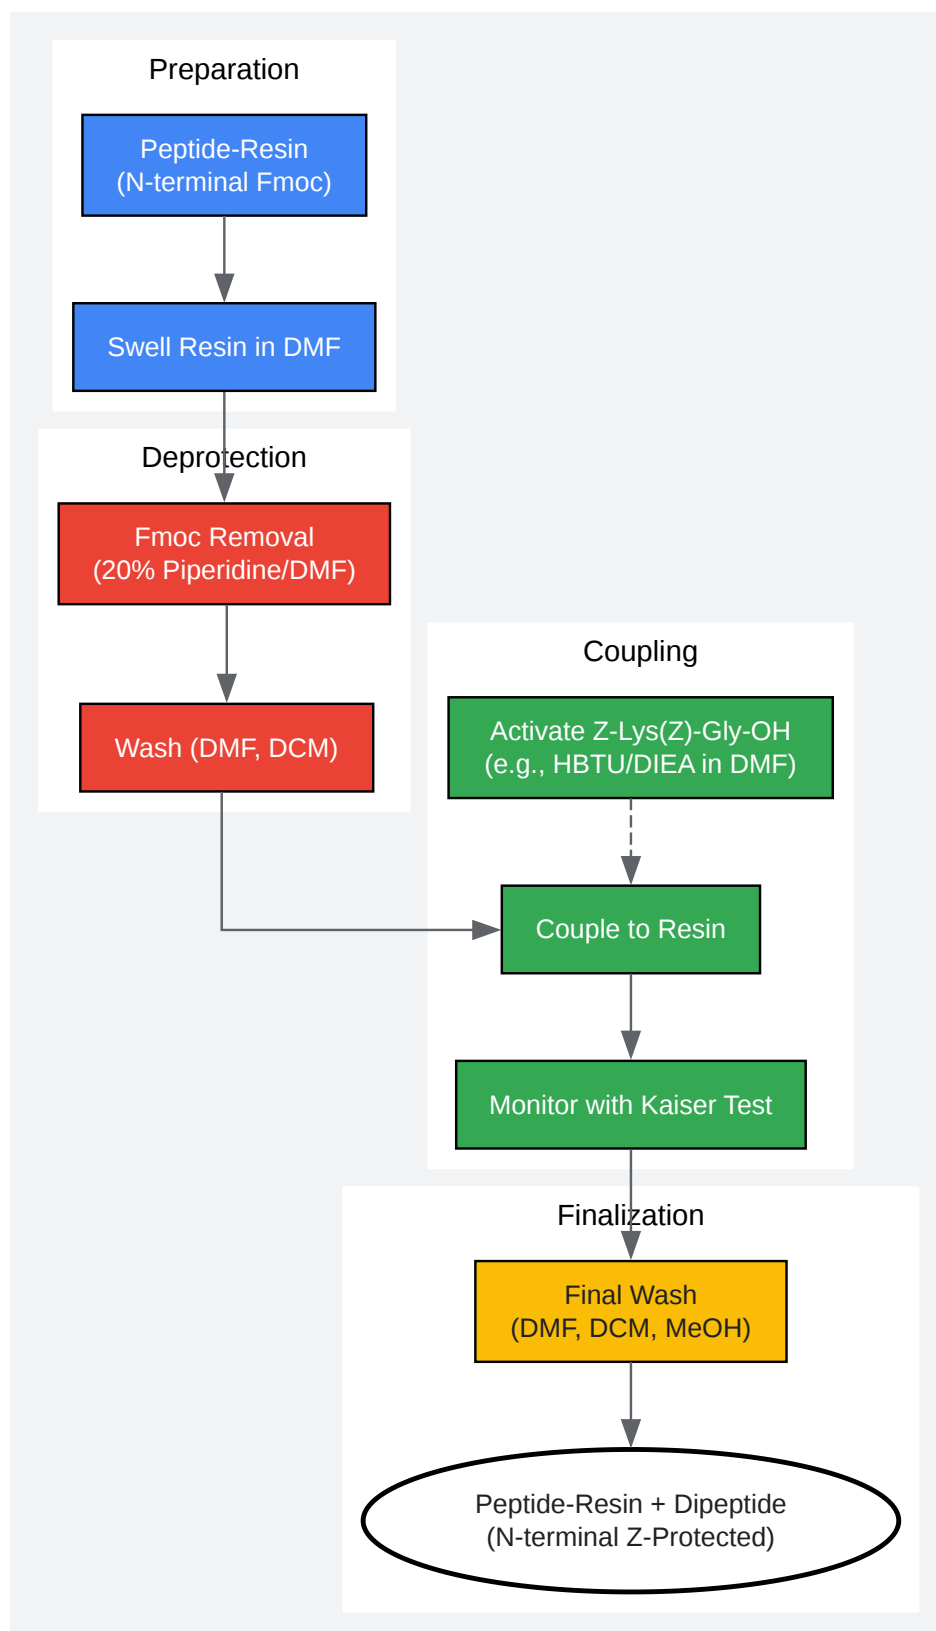 Preparation
Peptide-Resin
(N-terminal Fmoc)
Swell Resin in DMF
Deprotection
Fmoc Removal
(20% Piperidine/DMF)
Wash (DMF, DCM)
Coupling
Activate Z-Lys(Z)-Gly-OH
(e.g., HBTU/DIEA in DMF)
Couple to Resin
Monitor with Kaiser Test
Finalization
Final Wash
(DMF, DCM, MeOH)
Peptide-Resin + Dipeptide
(N-terminal Z-Protected)